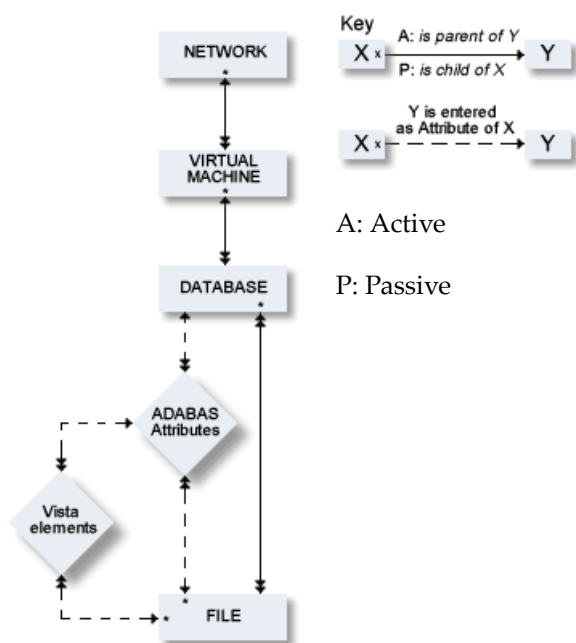 Key
NETWORK
*
X x
A: is parent of Y
P: is child of X
Y
VIRTUAL
MACHINE
*
X x
Y is entered
as Attribute of X
Y
A: Active
P: Passive
DATABASE
*
ADABAS
Attributes
Vista
elements
*
*
FILE